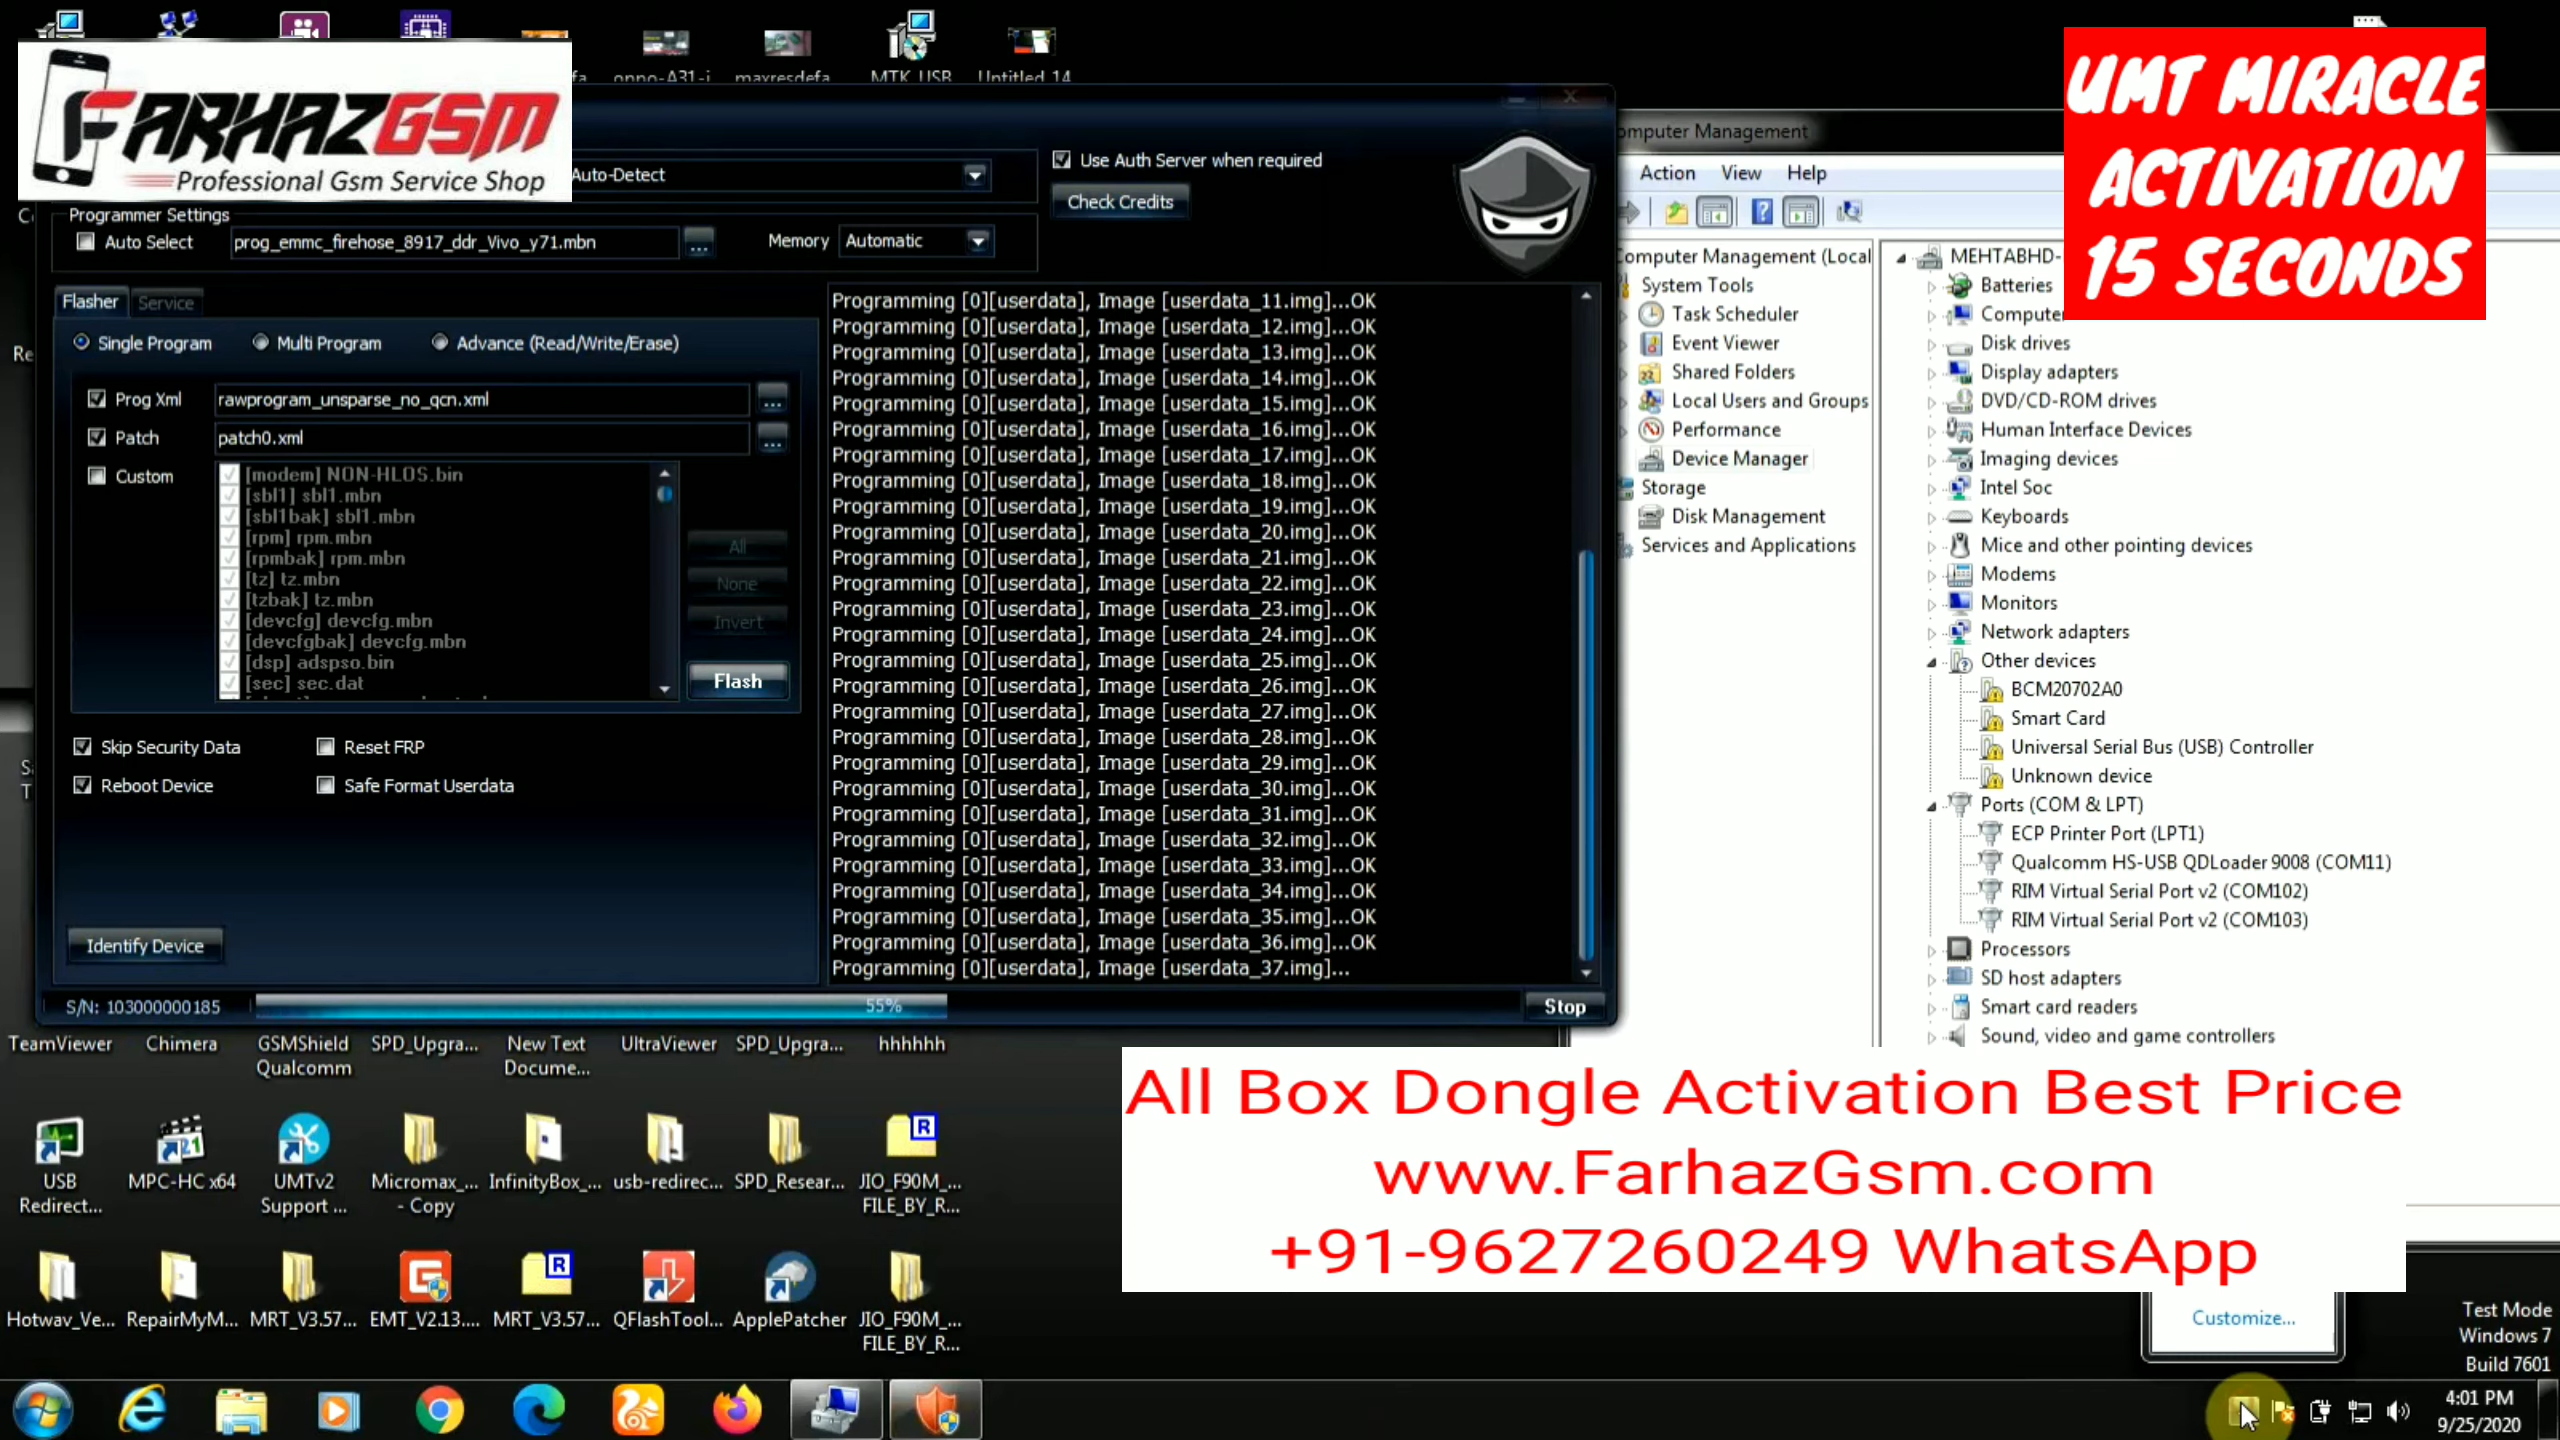 oppo-A31-i
maxresdefa
MTK_USB
Untitled_14
FARHAZGSM
Professional Gsm Service Shop
UMT MIRACLE
ACTIVATION
15 SECONDS
Auto-Detect
Use Auth Server when required
Check Credits
Programmer Settings
Auto Select
prog_emmc_firehose_8917_ddr_Vivo_y71.mbn
...
Memory
Automatic
Flasher
Service
Single Program
Multi Program
Advance (Read/Write/Erase)
Prog Xml
rawprogram_unsparse_no_qcn.xml
...
Patch
patch0.xml
...
Custom
[modem] NON-HLOS.bin
[sbl1] sbl1.mbn
[sbl1bak] sbl1.mbn
[rpm] rpm.mbn
[rpmbak] rpm.mbn
[tz] tz.mbn
[tzbak] tz.mbn
[devcfg] devcfg.mbn
[devcfgbak] devcfg.mbn
[dsp] adspso.bin
[sec] sec.dat
All
None
Invert
Flash
Skip Security Data
Reset FRP
Reboot Device
Safe Format Userdata
Identify Device
Programming [0][userdata], Image [userdata_11.img]...OK
Programming [0][userdata], Image [userdata_12.img]...OK
Programming [0][userdata], Image [userdata_13.img]...OK
Programming [0][userdata], Image [userdata_14.img]...OK
Programming [0][userdata], Image [userdata_15.img]...OK
Programming [0][userdata], Image [userdata_16.img]...OK
Programming [0][userdata], Image [userdata_17.img]...OK
Programming [0][userdata], Image [userdata_18.img]...OK
Programming [0][userdata], Image [userdata_19.img]...OK
Programming [0][userdata], Image [userdata_20.img]...OK
Programming [0][userdata], Image [userdata_21.img]...OK
Programming [0][userdata], Image [userdata_22.img]...OK
Programming [0][userdata], Image [userdata_23.img]...OK
Programming [0][userdata], Image [userdata_24.img]...OK
Programming [0][userdata], Image [userdata_25.img]...OK
Programming [0][userdata], Image [userdata_26.img]...OK
Programming [0][userdata], Image [userdata_27.img]...OK
Programming [0][userdata], Image [userdata_28.img]...OK
Programming [0][userdata], Image [userdata_29.img]...OK
Programming [0][userdata], Image [userdata_30.img]...OK
Programming [0][userdata], Image [userdata_31.img]...OK
Programming [0][userdata], Image [userdata_32.img]...OK
Programming [0][userdata], Image [userdata_33.img]...OK
Programming [0][userdata], Image [userdata_34.img]...OK
Programming [0][userdata], Image [userdata_35.img]...OK
Programming [0][userdata], Image [userdata_36.img]...OK
Programming [0][userdata], Image [userdata_37.img]...
S/N: 103000000185
55%
Stop
omputer Management
Action View Help
Computer Management (Local
System Tools
Task Scheduler
Event Viewer
Shared Folders
Local Users and Groups
Performance
Device Manager
Storage
Disk Management
Services and Applications
MEHTABHD-
Batteries
Compute
Disk drives
Display adapters
DVD/CD-ROM drives
Human Interface Devices
Imaging devices
Intel Soc
Keyboards
Mice and other pointing devices
Modems
Monitors
Network adapters
Other devices
BCM20702A0
Smart Card
Universal Serial Bus (USB) Controller
Unknown device
Ports (COM & LPT)
ECP Printer Port (LPT1)
Qualcomm HS-USB QDLoader 9008 (COM11)
RIM Virtual Serial Port v2 (COM102)
RIM Virtual Serial Port v2 (COM103)
Processors
SD host adapters
Smart card readers
Sound, video and game controllers
TeamViewer
Chimera
GSMShield
Qualcomm
SPD_Upgra...
New Text
Docume...
UltraViewer
SPD_Upgra...
hhhhhh
USB
Redirect...
MPC-HC x64
UMTv2
Support ...
Micromax_...
- Copy
InfinityBox_...
usb-redirec...
SPD_Resear...
JIO_F90M_...
FILE_BY_R...
Hotwav_Ve...
RepairMyM...
MRT_V3.57...
EMT_V2.13....
MRT_V3.57...
QFlashTool...
ApplePatcher
JIO_F90M_...
FILE_BY_R...
All Box Dongle Activation Best Price
www.FarhazGsm.com
+91-9627260249 WhatsApp
Customize...
Test Mode
Windows 7
Build 7601
4:01 PM
9/25/2020